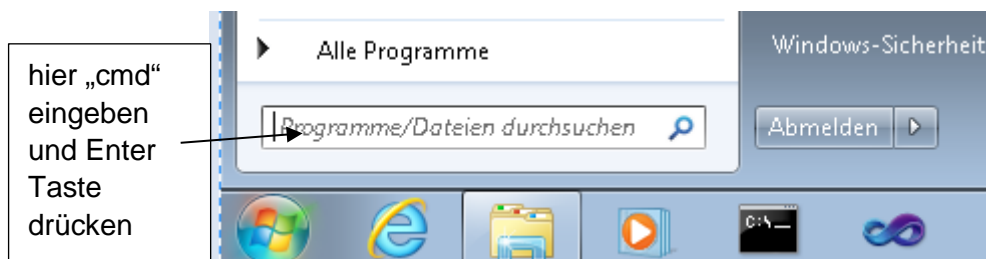 Alle Programme
Windows-Sicherheit
hier „cmd“
eingeben
und Enter
Taste
drücken
Programme/Dateien durchsuchen
Abmelden
C:\_